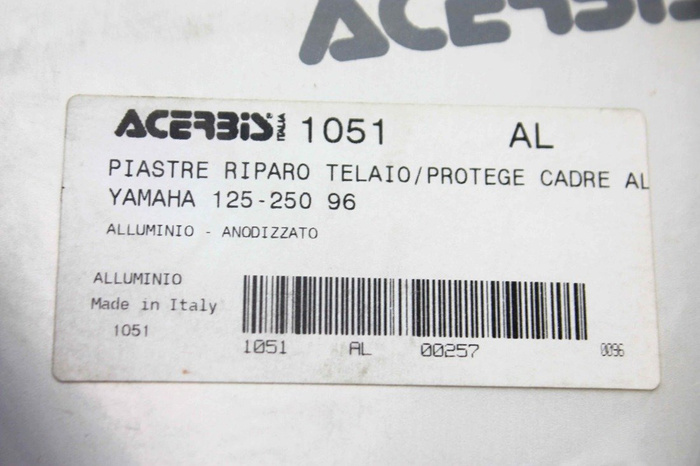 ACERBIS
ACERBIS ITALIA 1051 AL
PIASTRE RIPARO TELAIO/PROTEGE CADRE AL
YAMAHA 125-250 96
ALLUMINIO - ANODIZZATO
ALLUMINIO
Made in Italy
1051
1051 AL 00257 0096